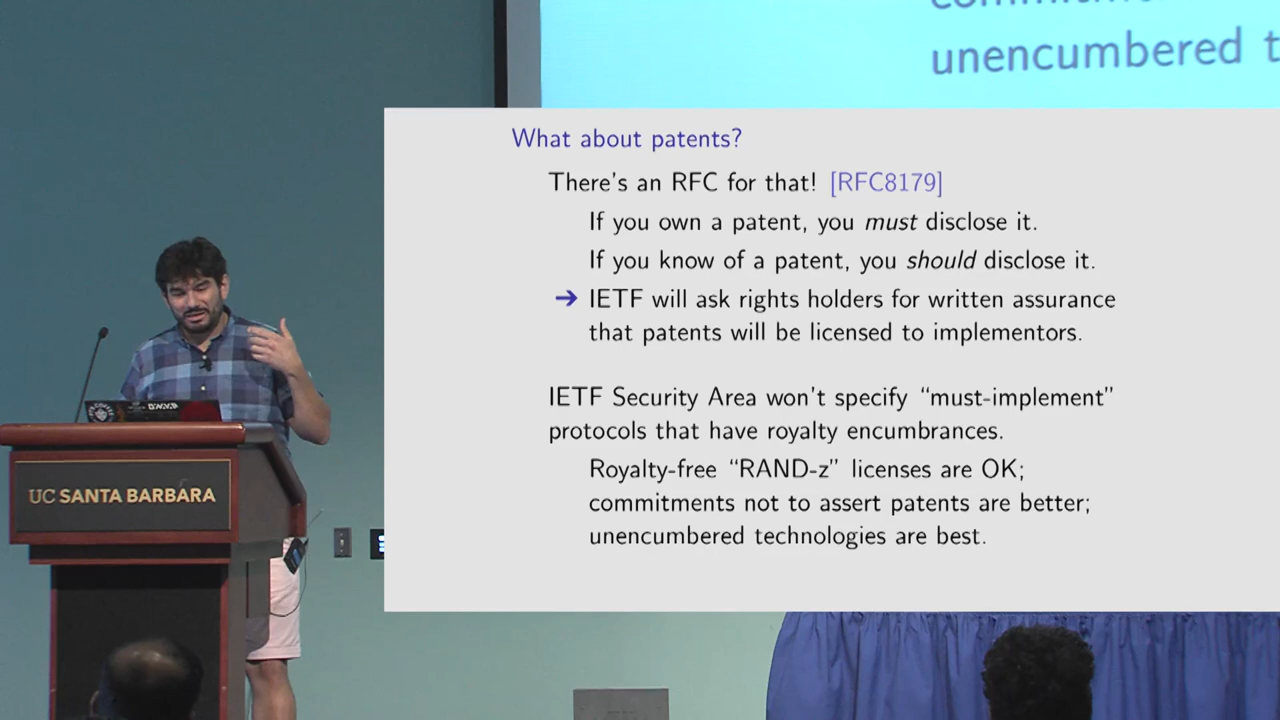 unencumbered
What about patents?
There's an RFC for that! [RFC8179]
If you own a patent, you must disclose it.
If you know of a patent, you should disclose it.
➔ IETF will ask rights holders for written assurance
that patents will be licensed to implementors.
IETF Security Area won't specify “must-implement”
protocols that have royalty encumbrances.
Royalty-free “RAND-z” licenses are OK;
commitments not to assert patents are better;
unencumbered technologies are best.
UC SANTA BARBARA